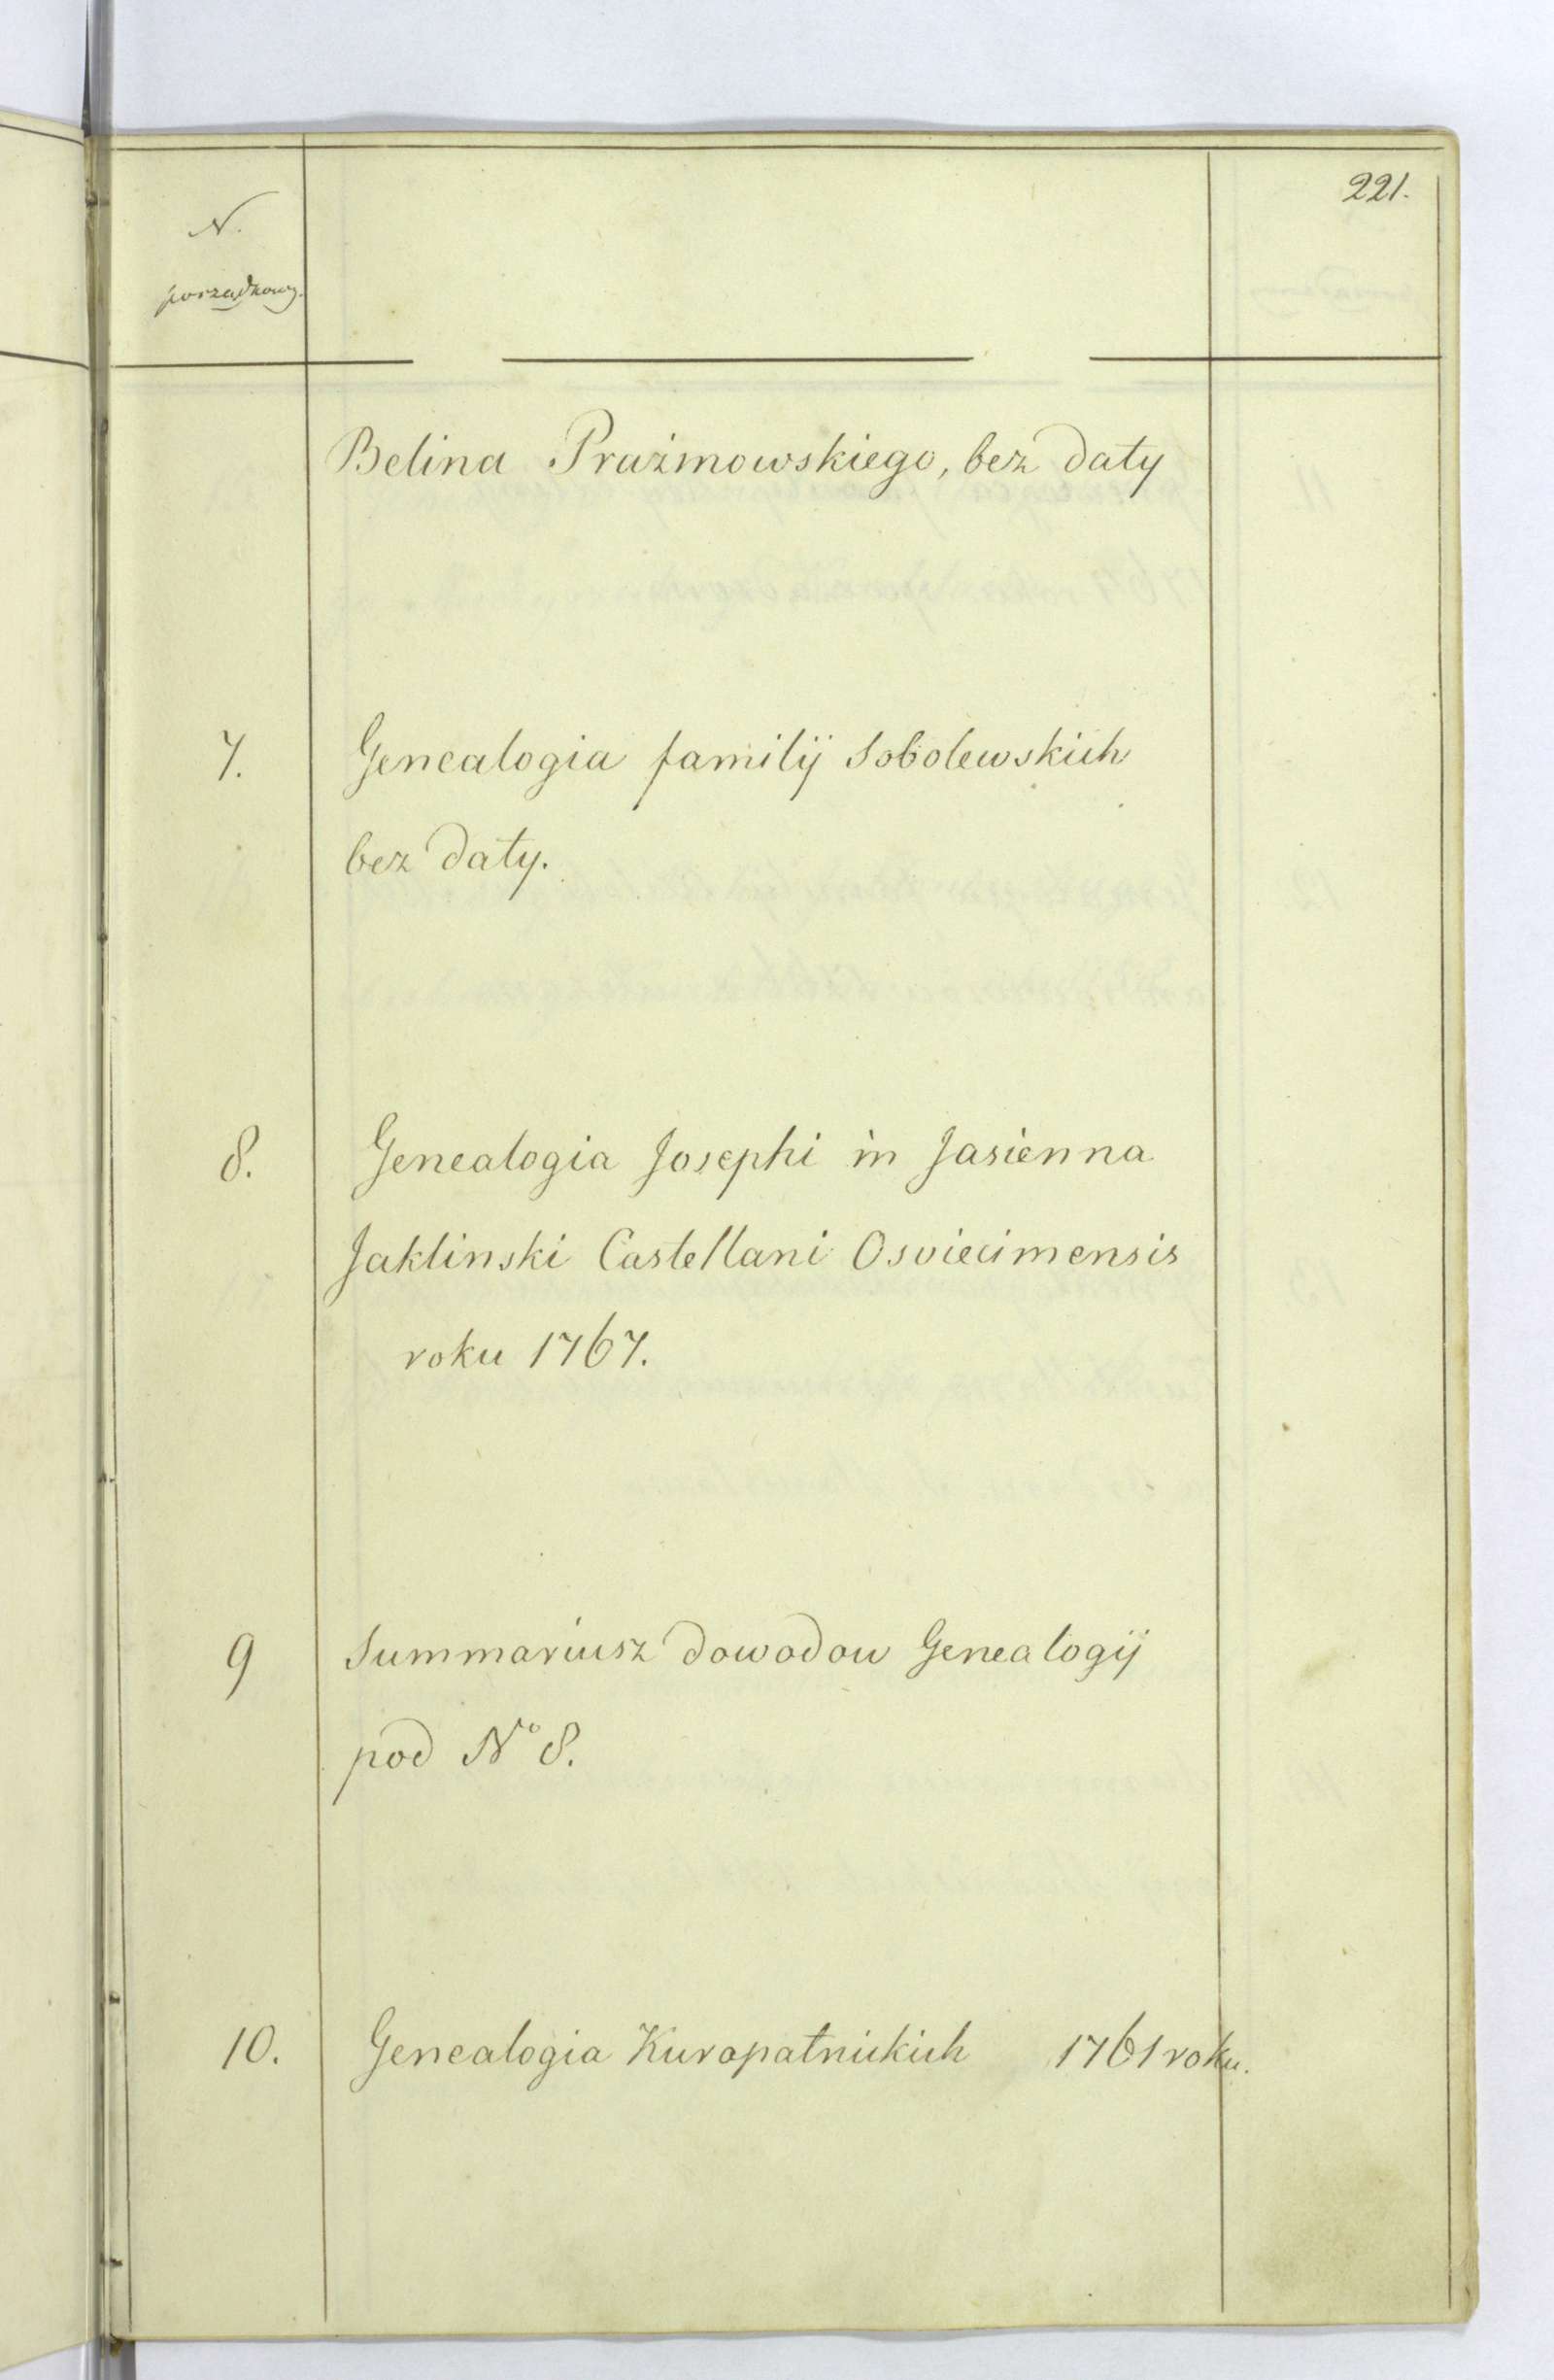 221.
N.
porządkowy.
Belina Prażmowskiego, bez daty
7. Genealogia familij Sobolewskich
bez daty.
8. Genealogia Josephi in Jasienna
Jaklinski Castellani Osviecimensis
roku 1767.
9 Summariusz dowodow Genealogij
pod No 8.
10. Genealogia Kuropatnickich 1761 roku.